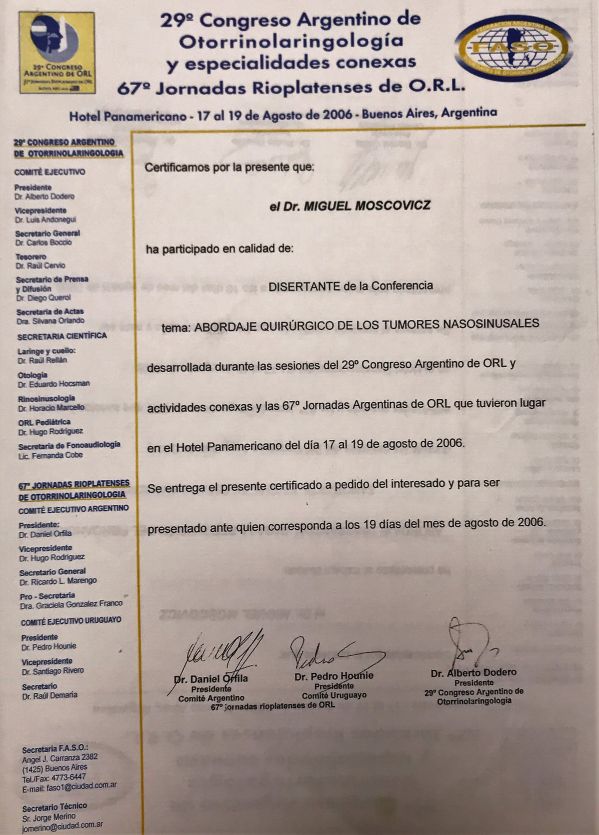 29º Congreso Argentino de
Otorrinolaringología
y especialidades conexas
67º Jornadas Rioplatenses de O.R.L.
Hotel Panamericano - 17 al 19 de Agosto de 2006 - Buenos Aires, Argentina
29º CONGRESO
ARGENTINO DE ORL
FASO
29º CONGRESO ARGENTINO
DE OTORRINOLARINGOLOGIA
COMITÉ EJECUTIVO
Presidente
Dr. Alberto Dodero
Vicepresidente
Dr. Luis Andonegui
Secretario General
Dr. Carlos Boccio
Tesorero
Dr. Raúl Cervio
Secretario de Prensa
y Difusión
Dr. Diego Querol
Secretaria de Actas
Dra. Silvana Orlando
SECRETARIA CIENTÍFICA
Laringe y cuello:
Dr. Raúl Rellán
Otología
Dr. Eduardo Hocsman
Rinosinusología
Dr. Horacio Marcello
ORL Pediátrica
Dr. Hugo Rodríguez
Secretaria de Fonoaudiología
Lic. Fernanda Cobe
67º JORNADAS RIOPLATENSES
DE OTORRINOLARINGOLOGIA
COMITÉ EJECUTIVO ARGENTINO
Presidente:
Dr. Daniel Orfila
Vicepresidente
Dr. Hugo Rodriguez
Secretario General
Dr. Ricardo L. Marengo
Pro - Secretaria
Dra. Graciela Gonzalez Franco
COMITÉ EJECUTIVO URUGUAYO
Presidente
Dr. Pedro Hounie
Vicepresidente
Dr. Santiago Rivero
Secretario
Dr. Raúl Demaria
Secretaria F.A.S.O.:
Angel J. Carranza 2382
(1425) Buenos Aires
Tel./Fax: 4773-6447
E-mail: faso1@ciudad.com.ar
Secretario Técnico
Sr. Jorge Merino
jomerino@ciudad.com.ar
Certificamos por la presente que:
el Dr. MIGUEL MOSCOVICZ
ha participado en calidad de:
DISERTANTE de la Conferencia
tema: ABORDAJE QUIRÚRGICO DE LOS TUMORES NASOSINUSALES
desarrollada durante las sesiones del 29º Congreso Argentino de ORL y
actividades conexas y las 67º Jornadas Argentinas de ORL que tuvieron lugar
en el Hotel Panamericano del día 17 al 19 de agosto de 2006.
Se entrega el presente certificado a pedido del interesado y para ser
presentado ante quien corresponda a los 19 días del mes de agosto de 2006.
Dr. Daniel Orfila
Presidente
Comité Argentino
Dr. Pedro Hounie
Presidente
Comité Uruguayo
67º jornadas rioplatenses de ORL
Dr. Alberto Dodero
Presidente
29º Congreso Argentino de
Otorrinolaringología